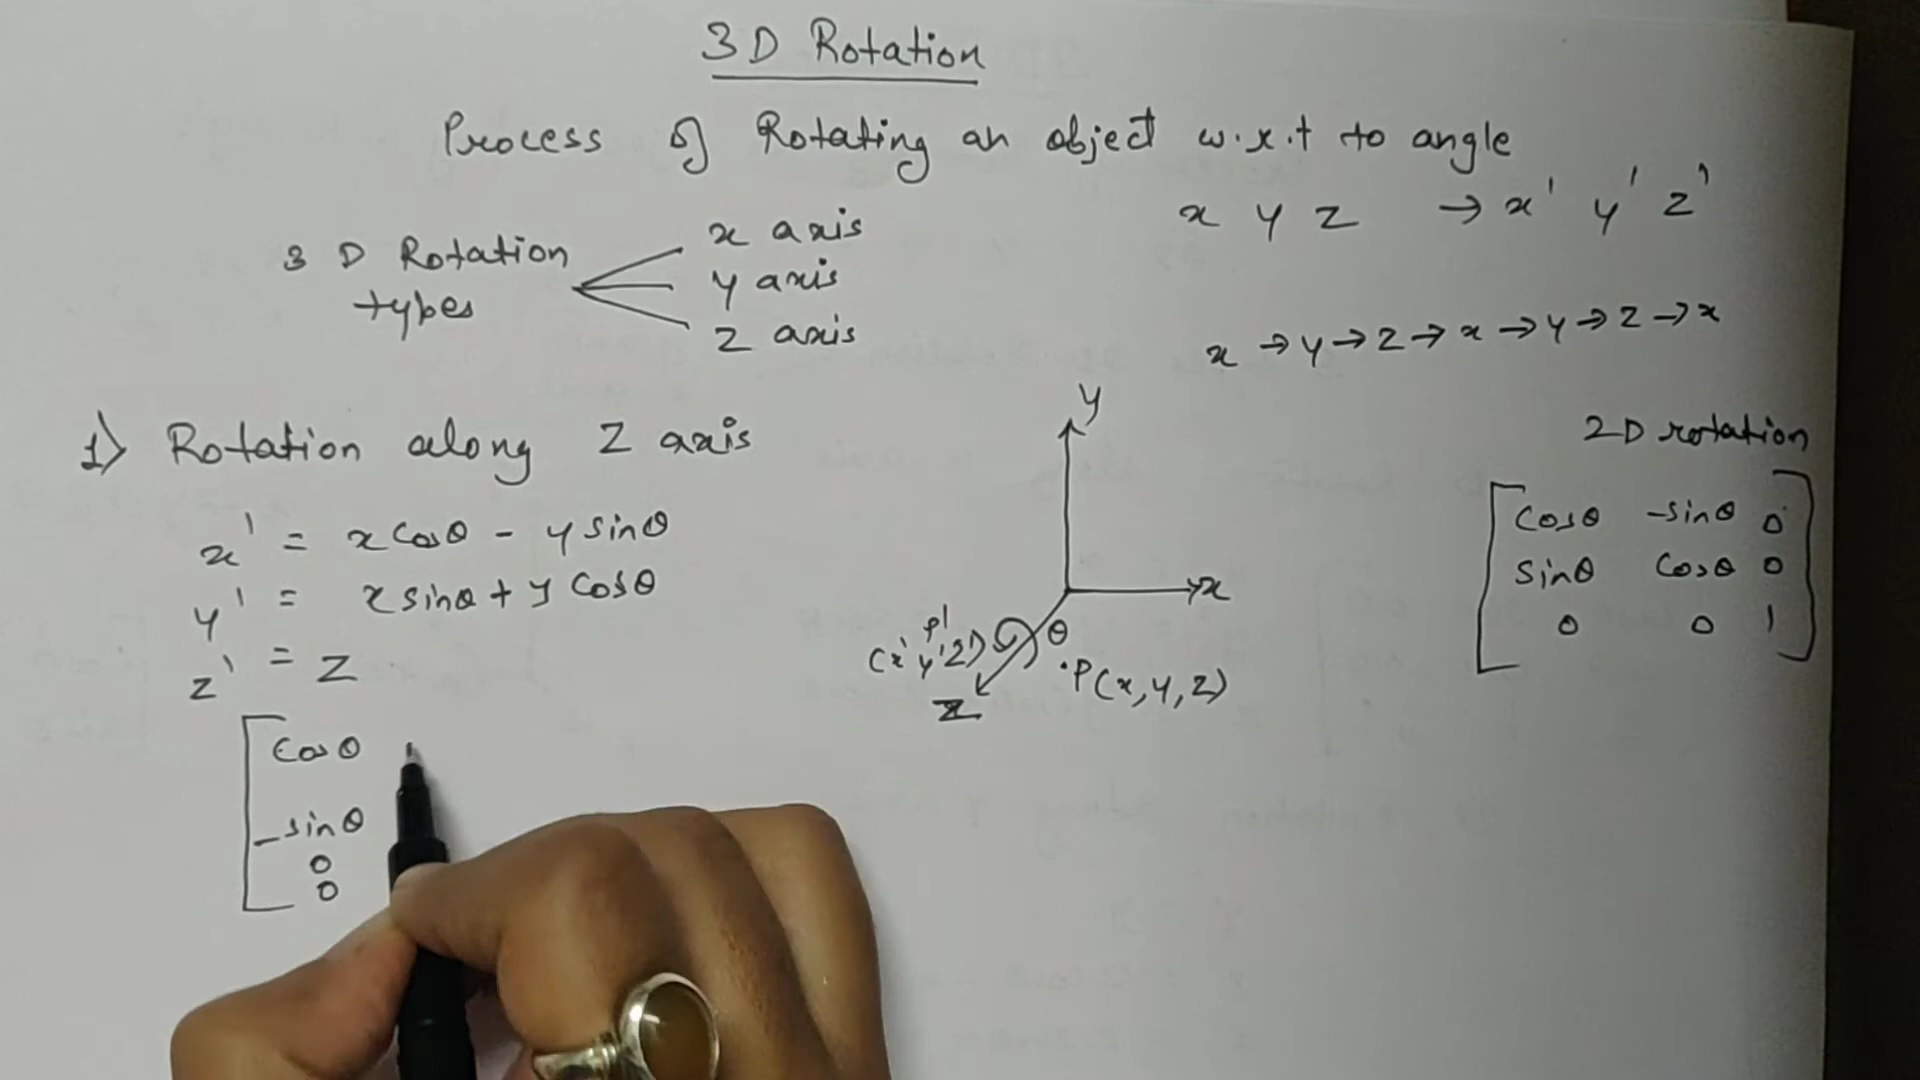 3D Rotation
Process of Rotating an object w.r.t to angle
x y z → x' y' z'
3 D Rotation types
x axis
y axis
z axis
x → y → z → x → y → z → x
1) Rotation along Z axis
x' = x cosθ - y sinθ
y' = x sinθ + y cosθ
z' = z
cosθ
-sinθ
0
0
y
x
θ
p'
(x' y' z')
P(x, y, z)
z
2D rotation
cosθ -sinθ 0
sinθ cosθ 0
0 0 1